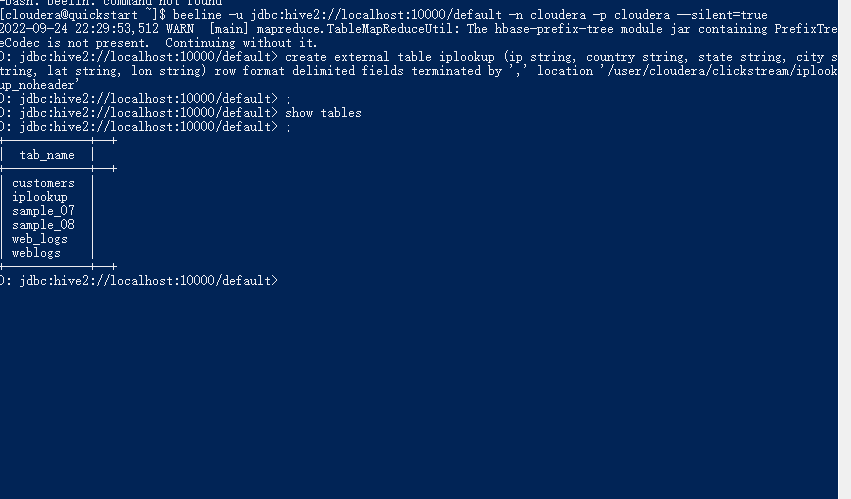 -bash: beelin: command not found
[cloudera@quickstart ~]$ beeline -u jdbc:hive2://localhost:10000/default -n cloudera -p cloudera --silent=true
2022-09-24 22:29:53,512 WARN  [main] mapreduce.TableMapReduceUtil: The hbase-prefix-tree module jar containing PrefixTre
eCodec is not present.  Continuing without it.
0: jdbc:hive2://localhost:10000/default> create external table iplookup (ip string, country string, state string, city s
tring, lat string, lon string) row format delimited fields terminated by ',' location '/user/cloudera/clickstream/iplook
up_noheader'
0: jdbc:hive2://localhost:10000/default> ;
0: jdbc:hive2://localhost:10000/default> show tables
0: jdbc:hive2://localhost:10000/default> ;
tab_name
customers
iplookup
sample_07
sample_08
web_logs
weblogs
0: jdbc:hive2://localhost:10000/default>